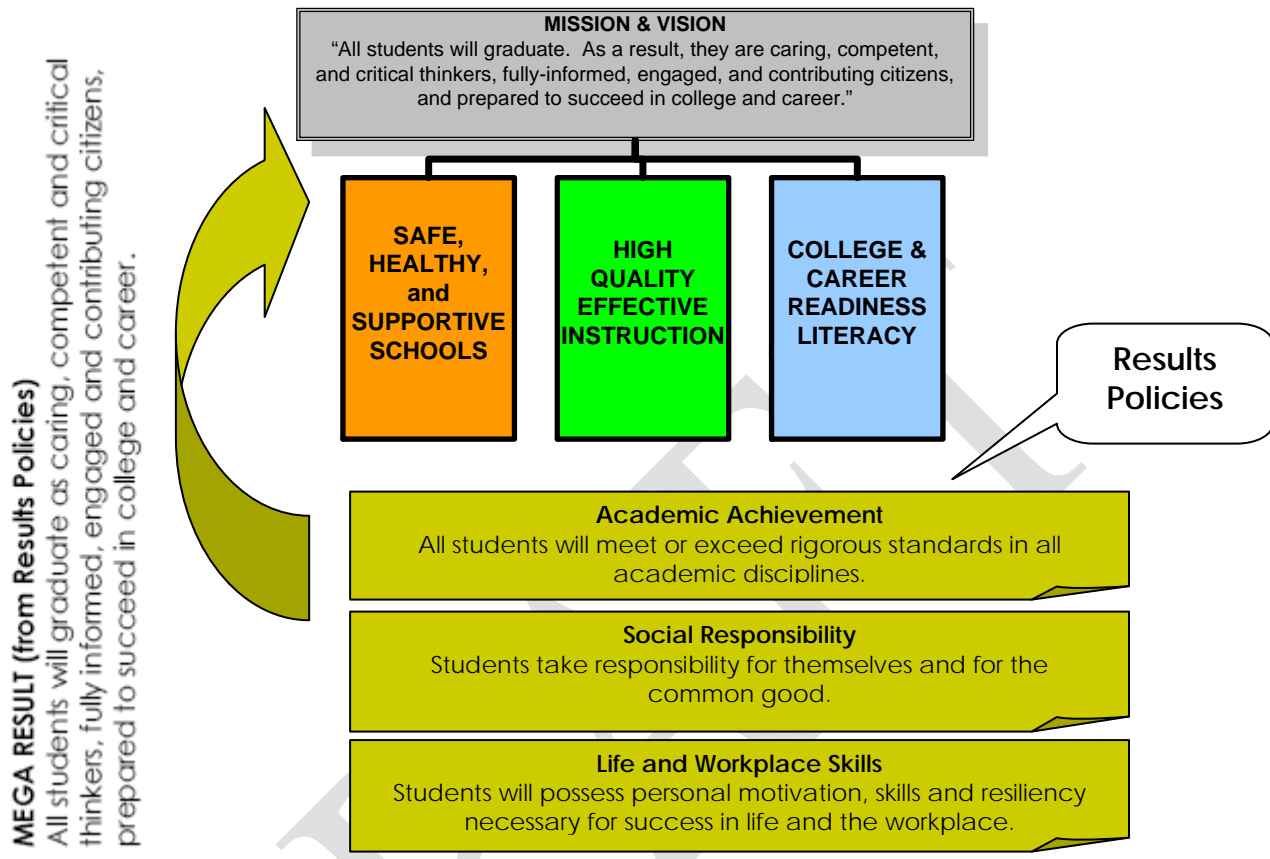 MISSION & VISION
“All students will graduate.  As a result, they are caring, competent,
and critical thinkers, fully-informed, engaged, and contributing citizens,
and prepared to succeed in college and career.”
MEGA RESULT (from Results Policies)
All students will graduate as caring, competent and critical
thinkers, fully informed, engaged and contributing citizens,
prepared to succeed in college and career.
SAFE,
HEALTHY,
and
SUPPORTIVE
SCHOOLS
HIGH
QUALITY
EFFECTIVE
INSTRUCTION
COLLEGE &
CAREER
READINESS
LITERACY
Results
Policies
Academic Achievement
All students will meet or exceed rigorous standards in all
academic disciplines.
Social Responsibility
Students take responsibility for themselves and for the
common good.
Life and Workplace Skills
Students will possess personal motivation, skills and resiliency
necessary for success in life and the workplace.